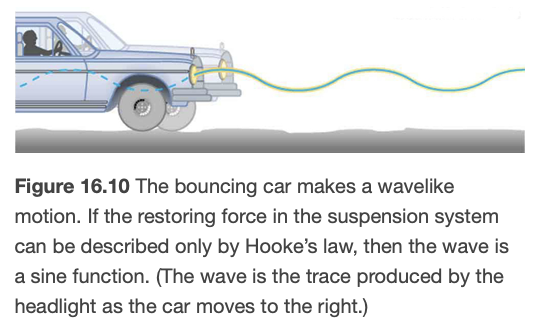 Figure 16.10 The bouncing car makes a wavelike
motion. If the restoring force in the suspension system
can be described only by Hooke’s law, then the wave is
a sine function. (The wave is the trace produced by the
headlight as the car moves to the right.)